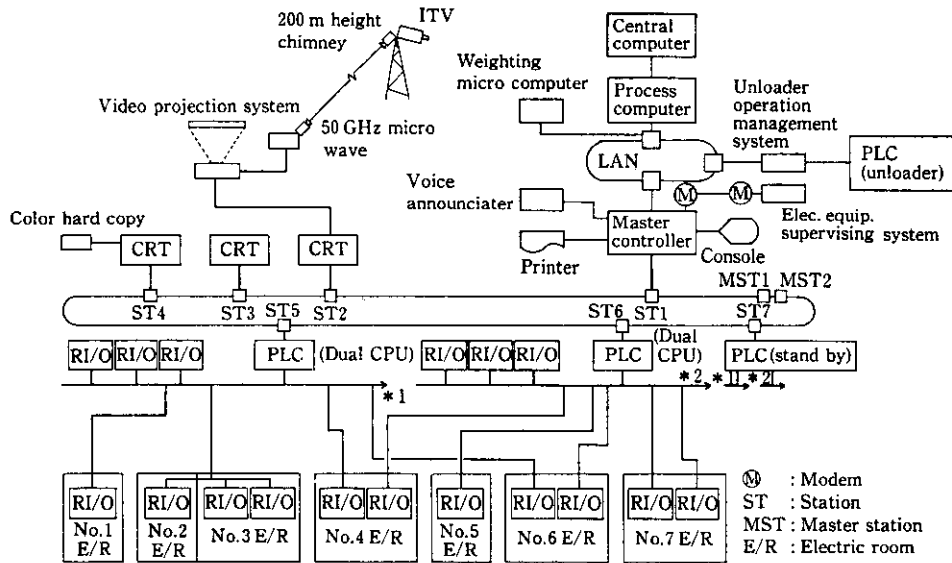 200 m height
chimney
ITV
Central
computer
Weighting
micro computer
Process
computer
Unloader
operation
management
system
Video projection system
50 GHz micro
wave
LAN
PLC
(unloader)
Voice
announciater
M
M
Color hard copy
Master
controller
Elec. equip.
supervising system
CRT
CRT
CRT
Printer
Console
MST1
MST2
ST4
ST3
ST5
ST2
ST6
ST1
ST7
RI/O
RI/O
RI/O
PLC
(Dual CPU)
RI/O
RI/O
RI/O
PLC
(Dual
CPU)
PLC(stand by)
*1
*2
*1
*2
RI/O
RI/O
RI/O
RI/O
RI/O
RI/O
RI/O
RI/O
RI/O
RI/O
RI/O
No.1
E/R
No.2
E/R
No.3 E/R
No.4 E/R
No.5
E/R
No.6 E/R
No.7 E/R
M : Modem
ST : Station
MST : Master station
E/R : Electric room